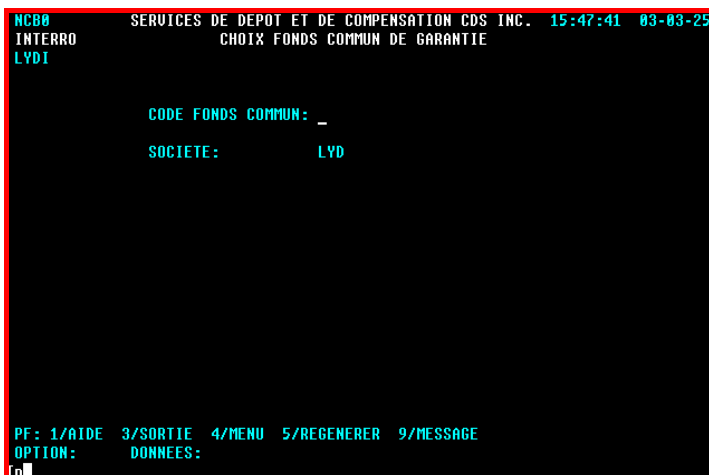 NCB0 SERVICES DE DEPOT ET DE COMPENSATION CDS INC. 15:47:41 03-03-25
INTERRO CHOIX FONDS COMMUN DE GARANTIE
LYDI
CODE FONDS COMMUN: _
SOCIETE: LYD
PF: 1/AIDE 3/SORTIE 4/MENU 5/REGENERER 9/MESSAGE
OPTION: DONNEES: